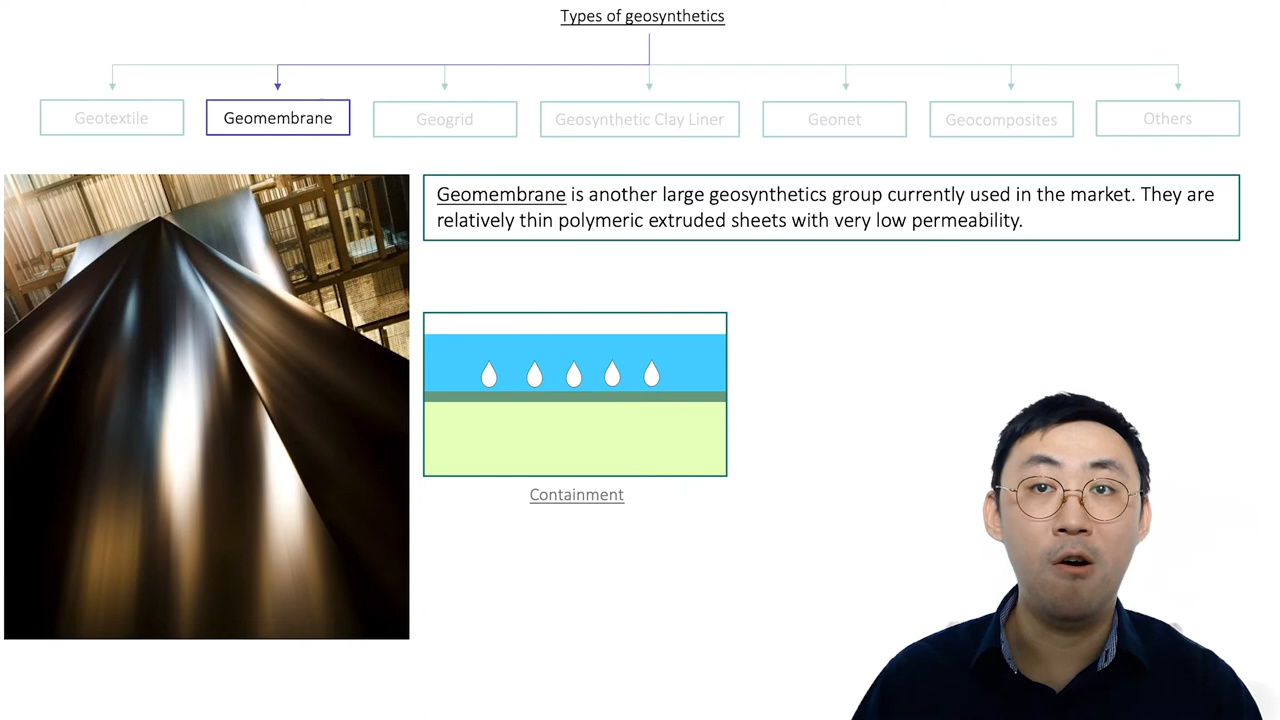 Types of geosynthetics
Geotextile
Geomembrane
Geogrid
Geosynthetic Clay Liner
Geonet
Geocomposites
Others
Geomembrane is another large geosynthetics group currently used in the market. They are
relatively thin polymeric extruded sheets with very low permeability.
Containment